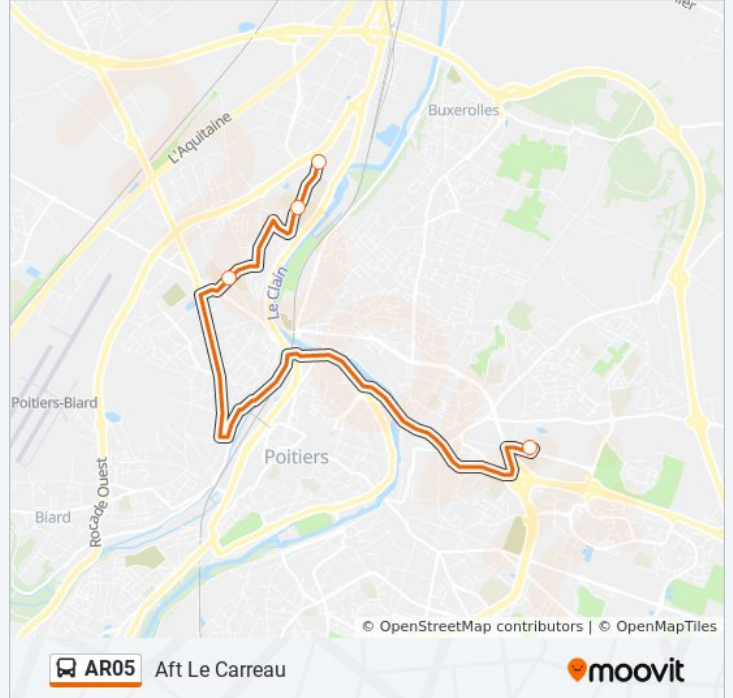 Buxerolles
L'Aquitaine
Le Clain
Poitiers-Biard
Poitiers
Rocade Ouest
Biard
© OpenStreetMap contributors | © OpenMapTiles
AR05 Aft Le Carreau
moovit